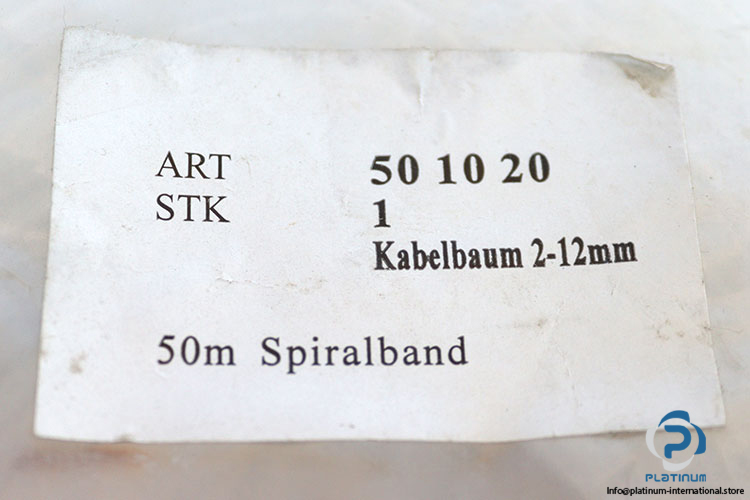 ART 50 10 20
STK 1
Kabelbaum 2-12mm
50m Spiralband
PLATINUM
Info@platinum-international.store